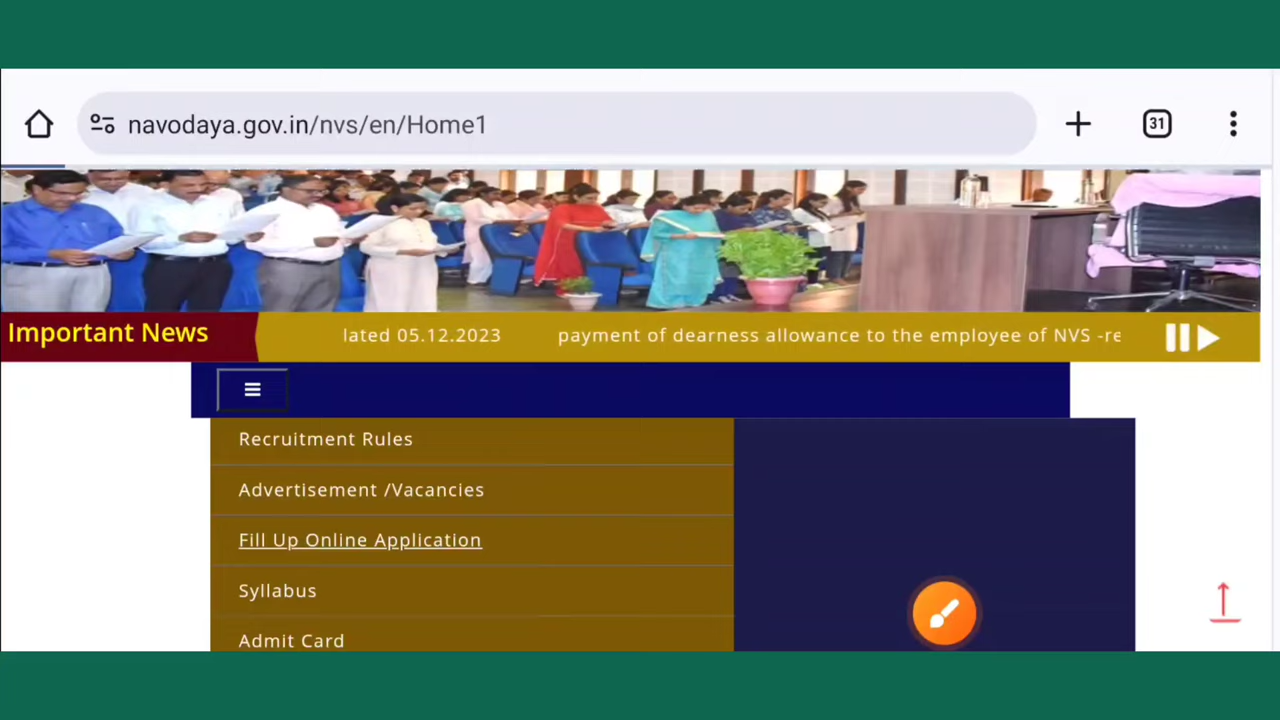 navodaya.gov.in/nvs/en/Home1
31
Important News
lated 05.12.2023 payment of dearness allowance to the employee of NVS -re
Recruitment Rules
Advertisement /Vacancies
Fill Up Online Application
Syllabus
Admit Card